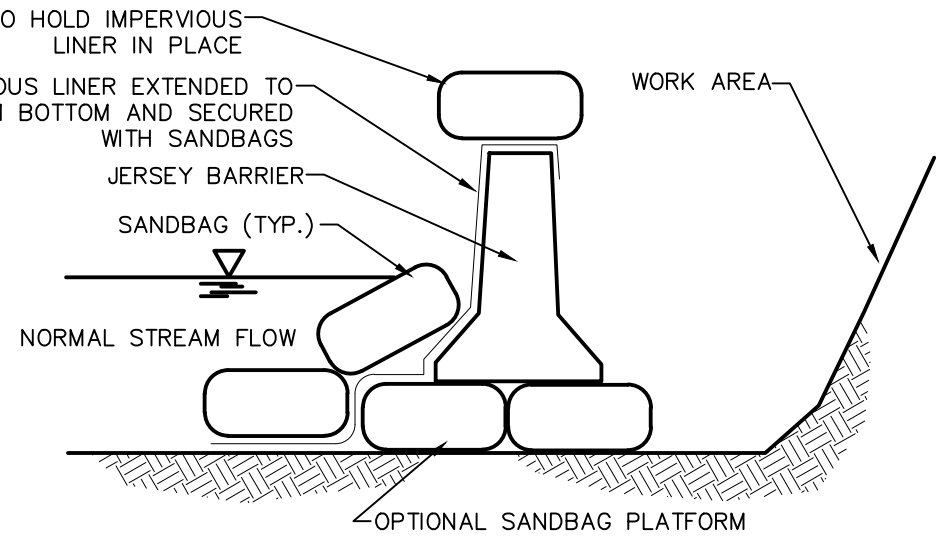 O HOLD IMPERVIOUS
LINER IN PLACE
OUS LINER EXTENDED TO
BOTTOM AND SECURED
WITH SANDBAGS
WORK AREA
JERSEY BARRIER
SANDBAG (TYP.)
NORMAL STREAM FLOW
OPTIONAL SANDBAG PLATFORM